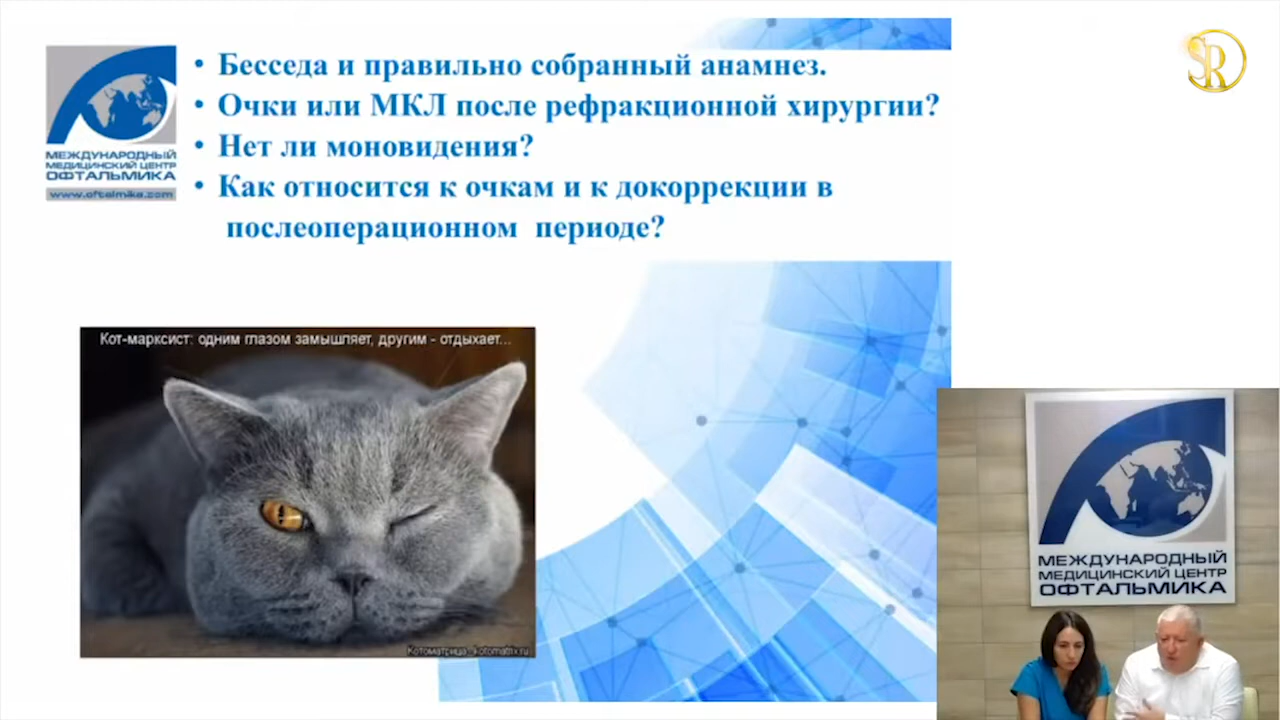 SR
МЕЖДУНАРОДНЫЙ
МЕДИЦИНСКИЙ ЦЕНТР
ОФТАЛЬМИКА
www.oftalmika.com
• Бесседа и правильно собранный анамнез.
• Очки или МКЛ после рефракционной хирургии?
• Нет ли моновидения?
• Как относится к очкам и к докоррекции в
послеоперационном периоде?
Кот-марксист: одним глазом замышляет, другим - отдыхает...
Котоматрица kotomatrix.ru
МЕЖДУНАРОДНЫЙ
МЕДИЦИНСКИЙ ЦЕНТР
ОФТАЛЬМИКА